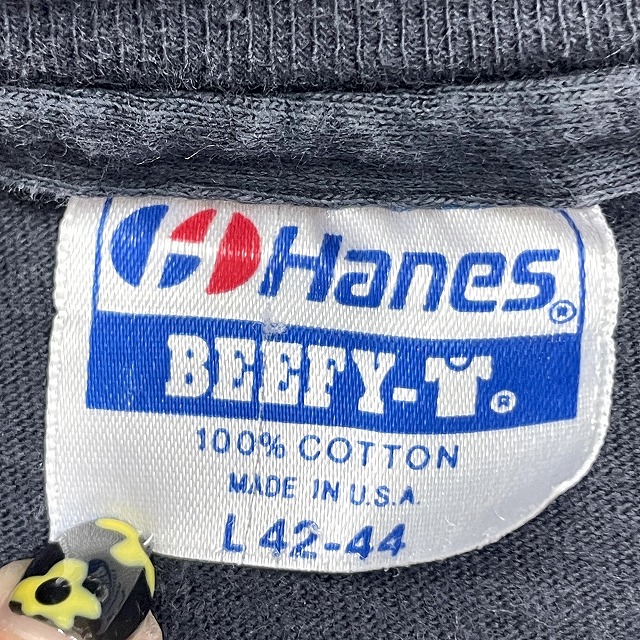 Hanes®
BEEFY-T®
100% COTTON
MADE IN U.S.A.
L 42-44